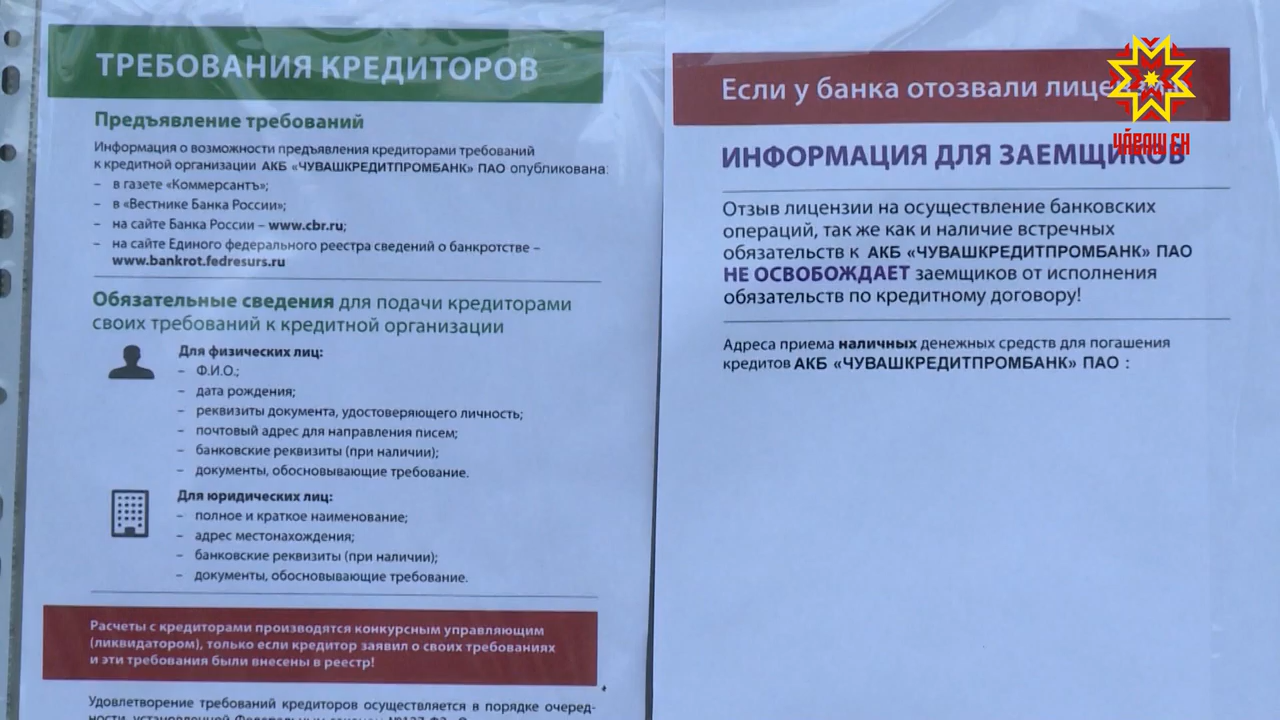 ТРЕБОВАНИЯ КРЕДИТОРОВ
Предъявление требований
Информация о возможности предъявления кредиторами требований
к кредитной организации АКБ «ЧУВАШКРЕДИТПРОМБАНК» ПАО опубликована:
– в газете «Коммерсантъ»;
– в «Вестнике Банка России»;
– на сайте Банка России – www.cbr.ru;
– на сайте Единого федерального реестра сведений о банкротстве –
www.bankrot.fedresurs.ru
Обязательные сведения для подачи кредиторами
своих требований к кредитной организации
Для физических лиц:
– Ф.И.О.;
– дата рождения;
– реквизиты документа, удостоверяющего личность;
– почтовый адрес для направления писем;
– банковские реквизиты (при наличии);
– документы, обосновывающие требование.
Для юридических лиц:
– полное и краткое наименование;
– адрес местонахождения;
– банковские реквизиты (при наличии);
– документы, обосновывающие требование.
Расчеты с кредиторами производятся конкурсным управляющим
(ликвидатором), только если кредитор заявил о своих требованиях
и эти требования были внесены в реестр!
Удовлетворение требований кредиторов осуществляется в порядке очеред-
ности, установленной Федеральным законом
Если у банка отозвали
ИНФОРМАЦИЯ ДЛЯ ЗАЕМЩИКОВ
Отзыв лицензии на осуществление банковских
операций, так же как и наличие встречных
обязательств к АКБ «ЧУВАШКРЕДИТПРОМБАНК» ПАО
НЕ ОСВОБОЖДАЕТ заемщиков от исполнения
обязательств по кредитному договору!
Адреса приема наличных денежных средств для погашения
кредитов АКБ «ЧУВАШКРЕДИТПРОМБАНК» ПАО :
ЧӐВАШ ЕН